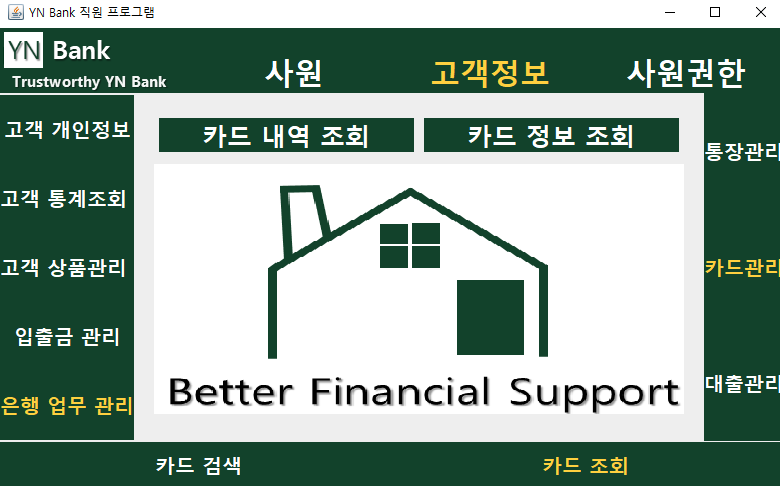 YN Bank 직원 프로그램
YN Bank
Trustworthy YN Bank
사원 고객정보 사원권한
고객 개인정보
고객 통계조회
고객 상품관리
입출금 관리
은행 업무 관리
카드 내역 조회 카드 정보 조회
Better Financial Support
통장관리
카드관리
대출관리
카드 검색 카드 조회